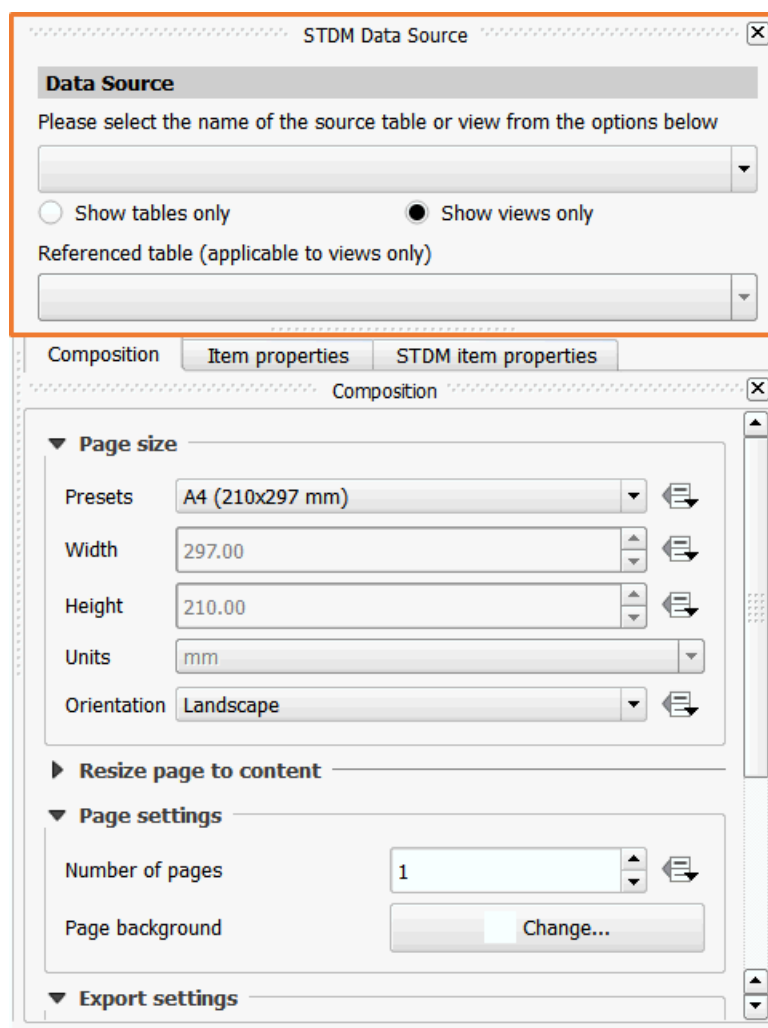 STDM Data Source
Data Source
Please select the name of the source table or view from the options below
Show tables only Show views only
Referenced table (applicable to views only)
Composition Item properties STDM item properties
Composition
Page size
Presets A4 (210x297 mm)
Width 297.00
Height 210.00
Units mm
Orientation Landscape
Resize page to content
Page settings
Number of pages 1
Page background Change...
Export settings